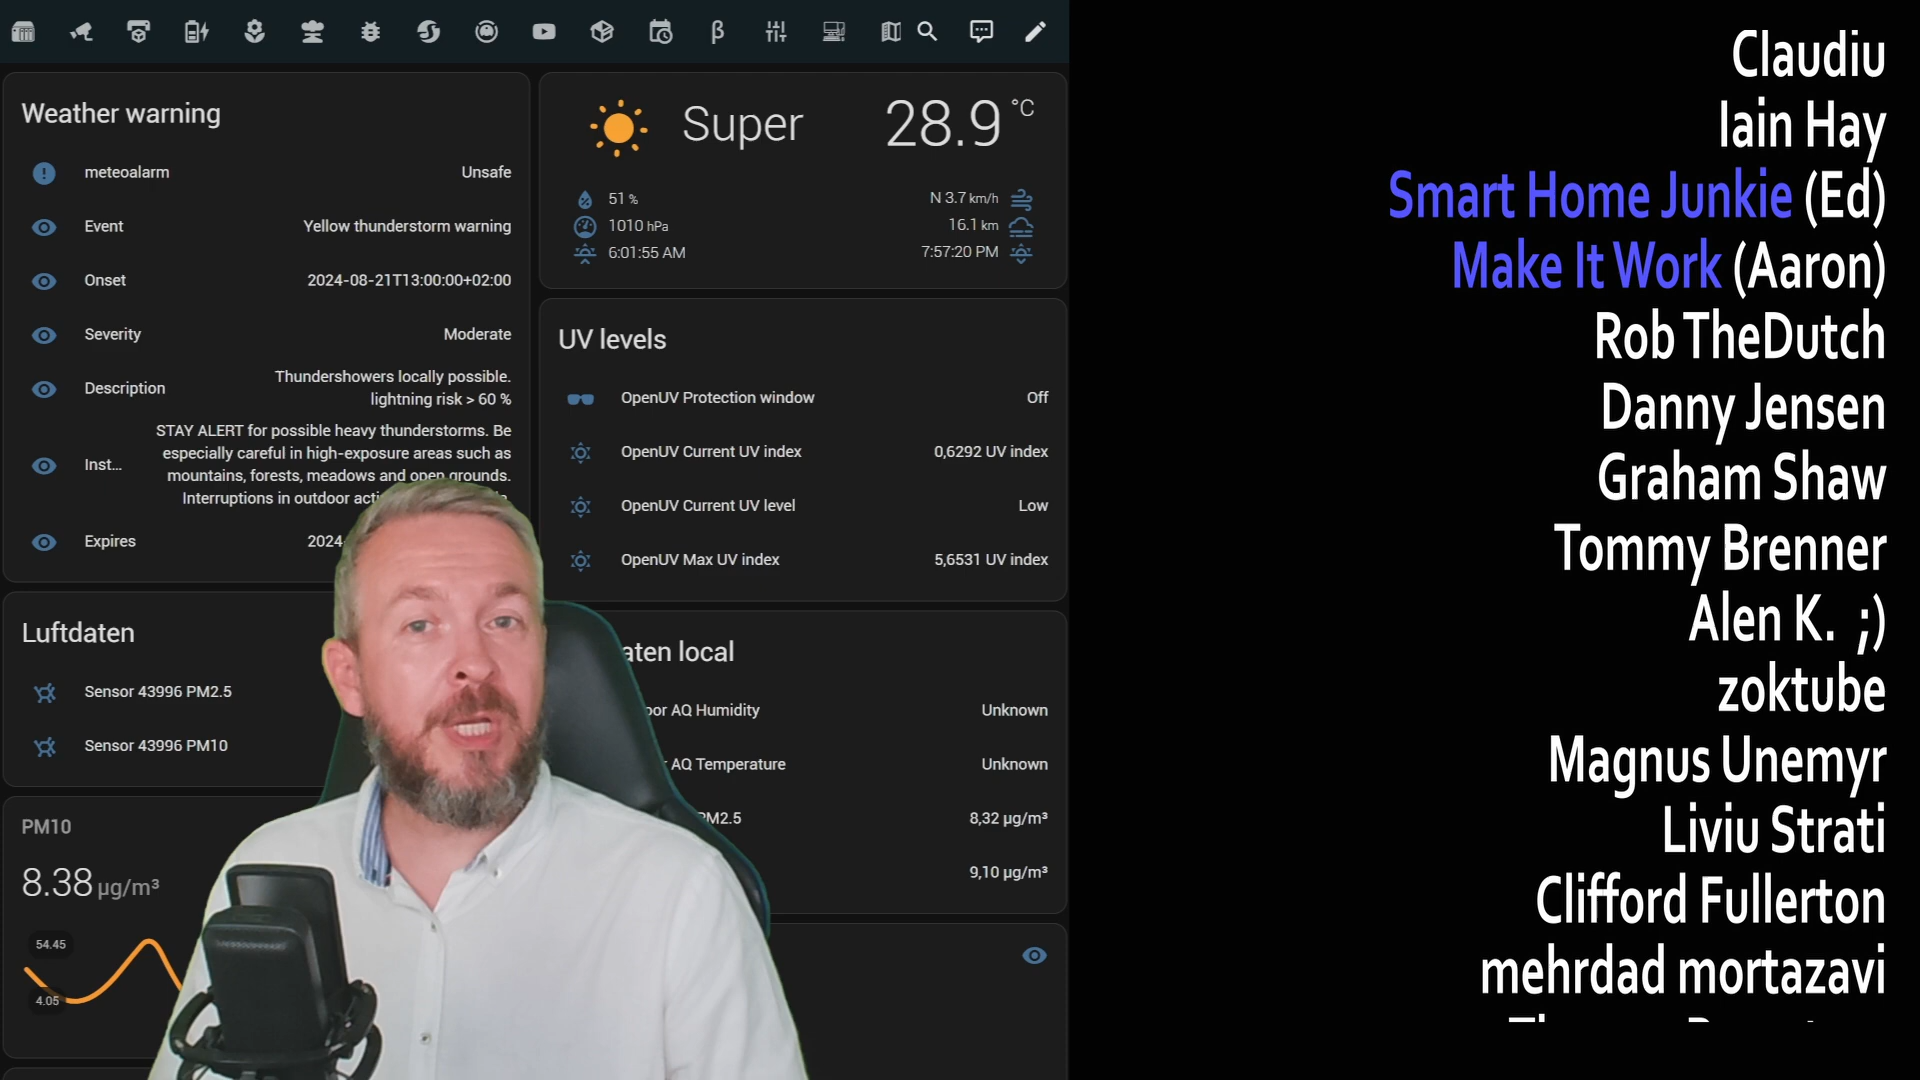 β
Weather warning
meteoalarm Unsafe
Event Yellow thunderstorm warning
Onset 2024-08-21T13:00:00+02:00
Severity Moderate
Description Thundershowers locally possible.
lightning risk > 60 %
Inst... STAY ALERT for possible heavy thunderstorms. Be
especially careful in high-exposure areas such as
mountains, forests, meadows and open grounds.
Interruptions in outdoor
Expires 2024-
Super 28.9 °C
51 % N 3.7 km/h
1010 hPa 16.1 km
6:01:55 AM 7:57:20 PM
UV levels
OpenUV Protection window Off
OpenUV Current UV index 0,6292 UV index
OpenUV Current UV level Low
OpenUV Max UV index 5,6531 UV index
Luftdaten
Sensor 43996 PM2.5
Sensor 43996 PM10
local
AQ Humidity Unknown
AQ Temperature Unknown
PM2.5 8,32 µg/m³
9,10 µg/m³
PM10
8.38 µg/m³
54.45
4.05
Claudiu
Iain Hay
Smart Home Junkie (Ed)
Make It Work (Aaron)
Rob TheDutch
Danny Jensen
Graham Shaw
Tommy Brenner
Alen K. ;)
zoktube
Magnus Unemyr
Liviu Strati
Clifford Fullerton
mehrdad mortazavi